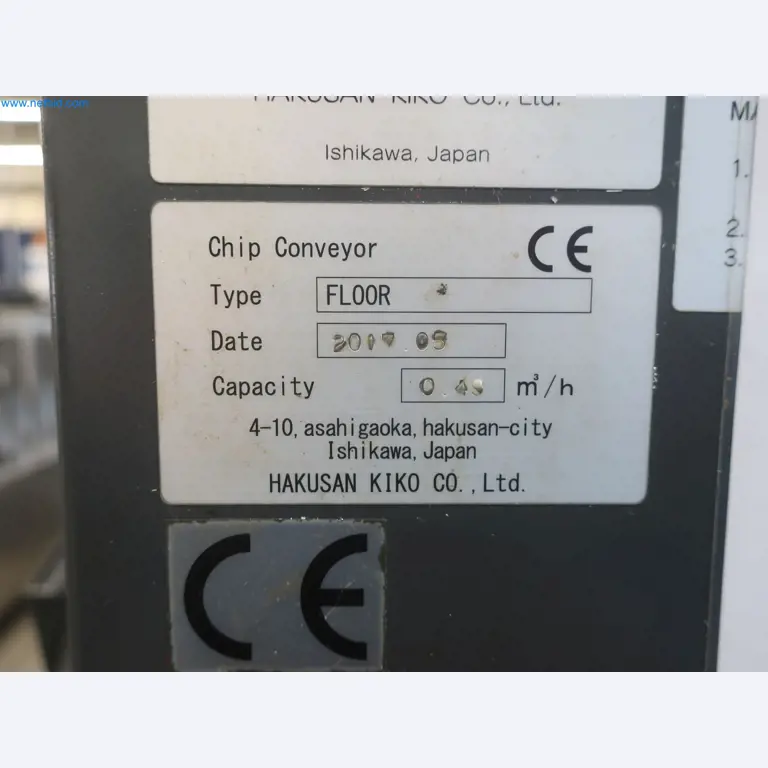 HAKUSAN KIKO Co., Ltd.
Ishikawa, Japan
MA
1.
2.
3.
Chip Conveyor CE
Type FLOOR
Date
Capacity m³/h
4-10, asahigaoka, hakusan-city
Ishikawa, Japan
HAKUSAN KIKO CO., Ltd.
CE